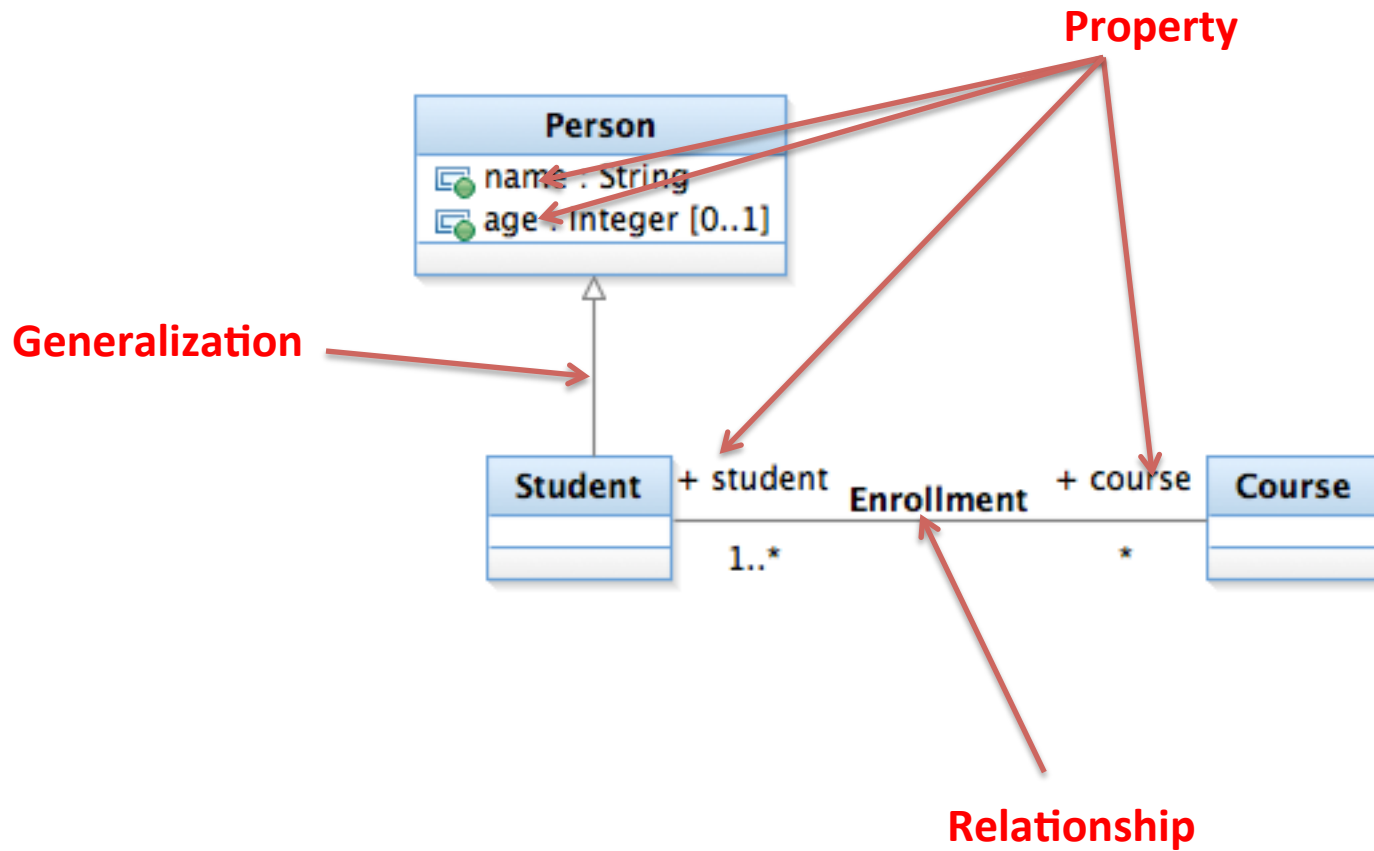 Property
Person
name : String
age : Integer [0..1]
Generalization
Student
+ student
Enrollment
+ course
Course
1..*
*
Relationship